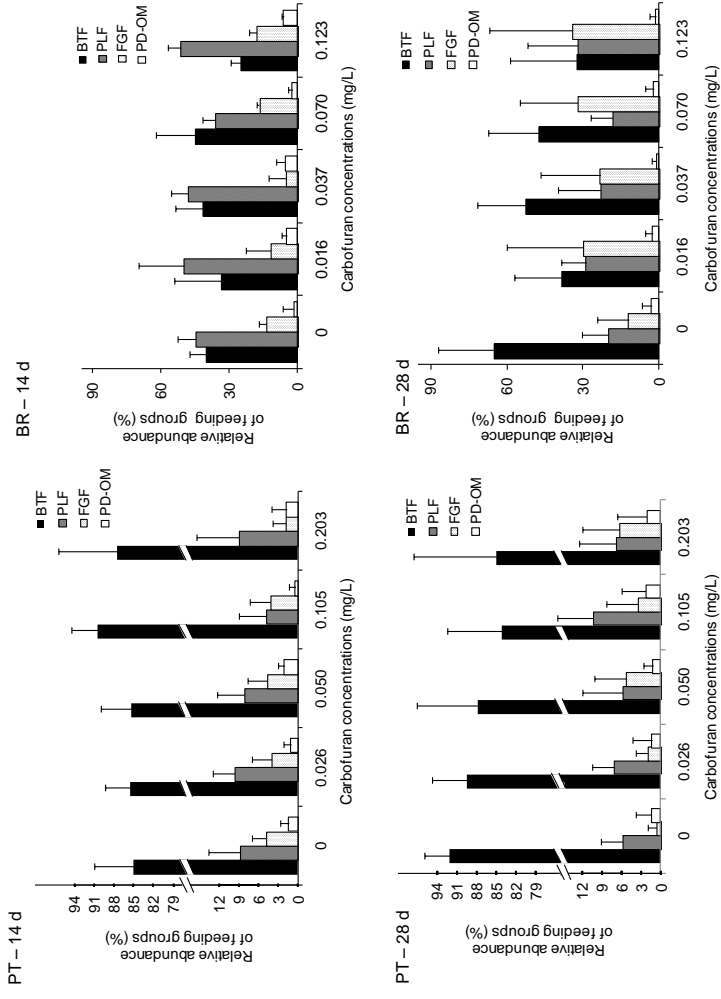 PT – 14 d
Relative abundance
of feeding groups (%)
94
91
88
85
82
79
12
9
6
3
0
BTF
PLF
FGF
PD-OM
0 0.026 0.050 0.105 0.203
Carbofuran concentrations (mg/L)
BR – 14 d
Relative abundance
of feeding groups (%)
90
60
30
0
BTF
PLF
FGF
PD-OM
0 0.016 0.037 0.070 0.123
Carbofuran concentrations (mg/L)
PT – 28 d
Relative abundance
of feeding groups (%)
94
91
88
85
82
79
12
9
6
3
0
BTF
PLF
FGF
PD-OM
0 0.026 0.050 0.105 0.203
Carbofuran concentrations (mg/L)
BR – 28 d
Relative abundance
of feeding groups (%)
90
60
30
0
BTF
PLF
FGF
PD-OM
0 0.016 0.037 0.070 0.123
Carbofuran concentrations (mg/L)